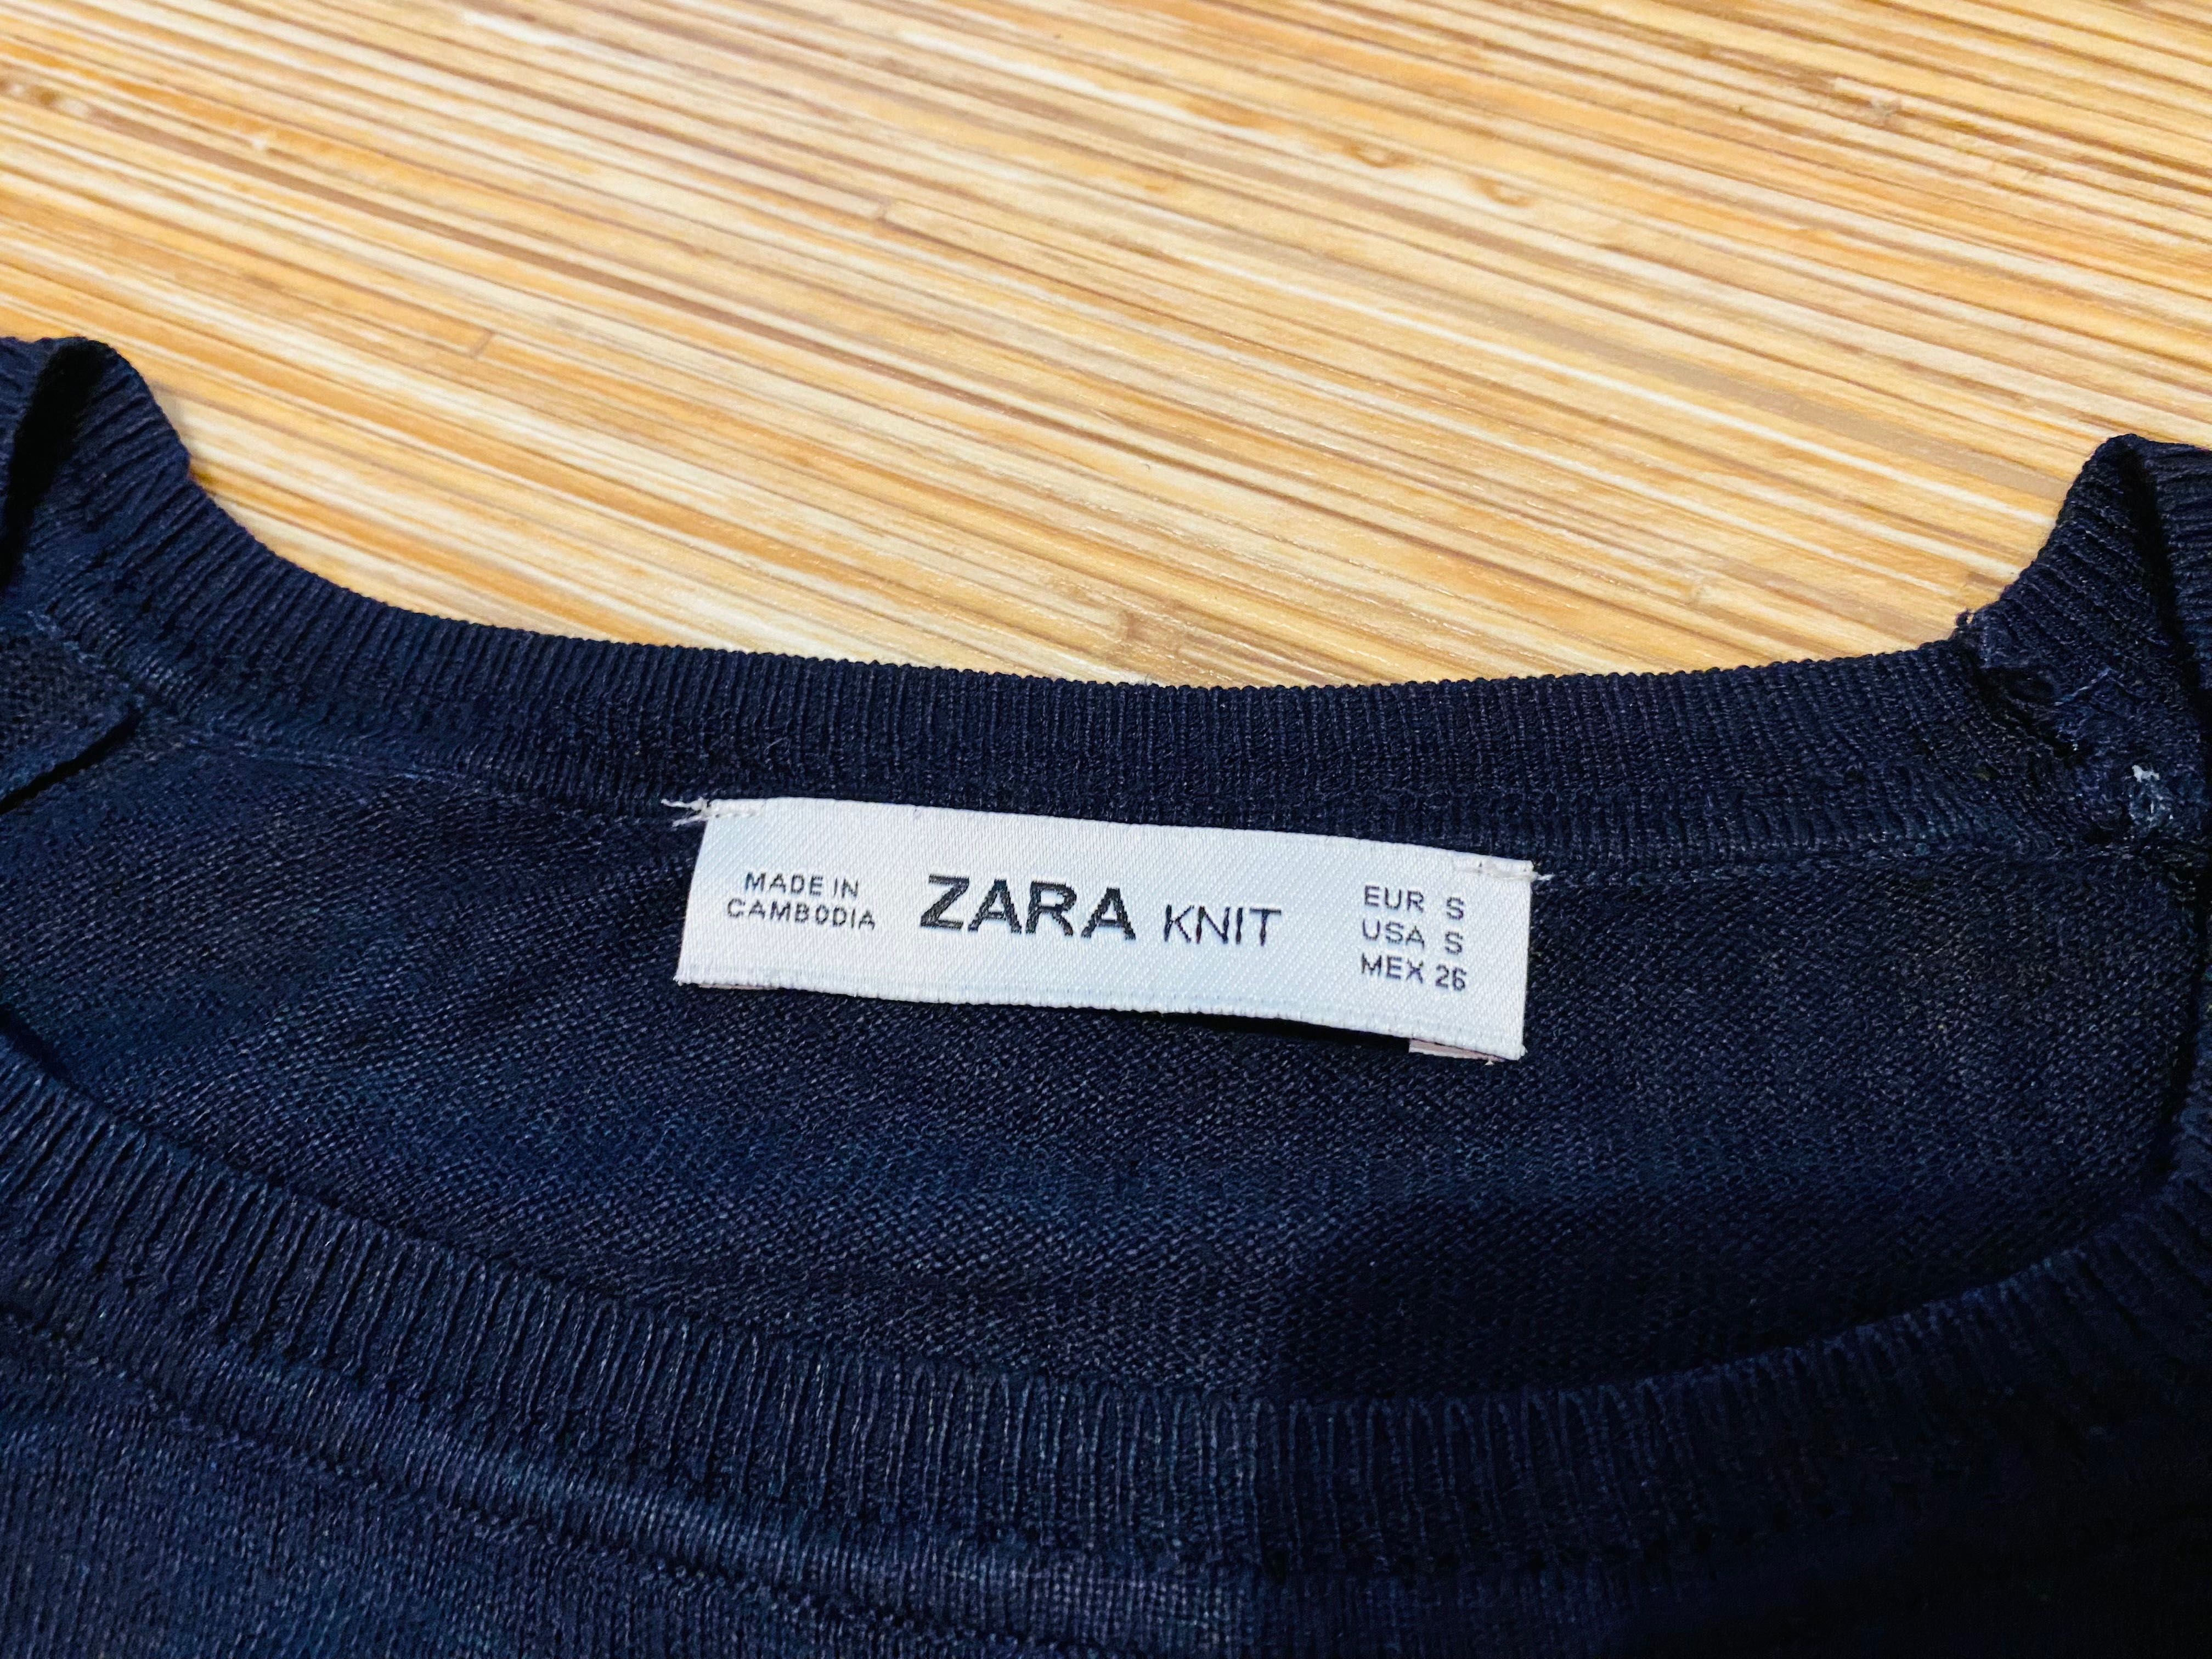 MADE IN
CAMBODIA
ZARA KNIT
EUR S
USA S
MEX 26